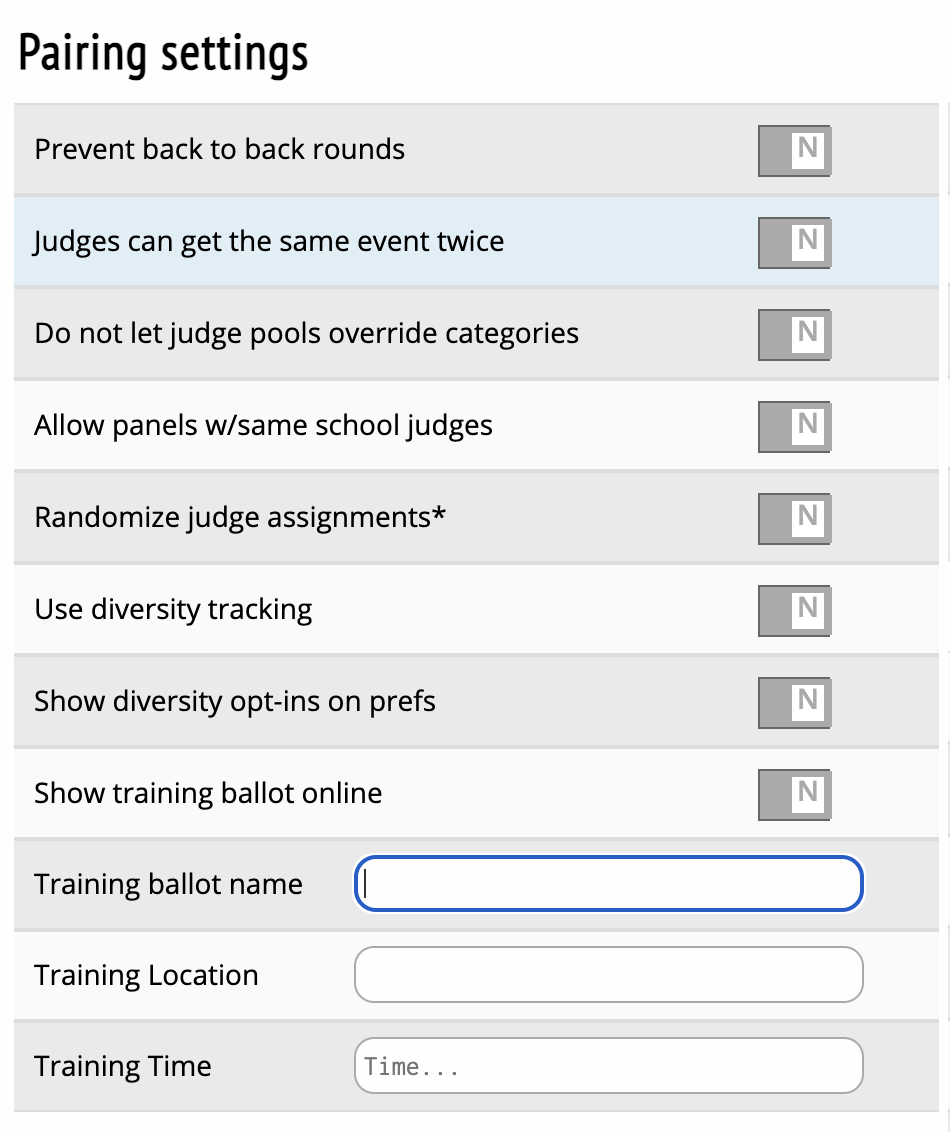 Pairing settings
Prevent back to back rounds N
Judges can get the same event twice N
Do not let judge pools override categories N
Allow panels w/same school judges N
Randomize judge assignments* N
Use diversity tracking N
Show diversity opt-ins on prefs N
Show training ballot online N
Training ballot name
Training Location
Training Time Time...